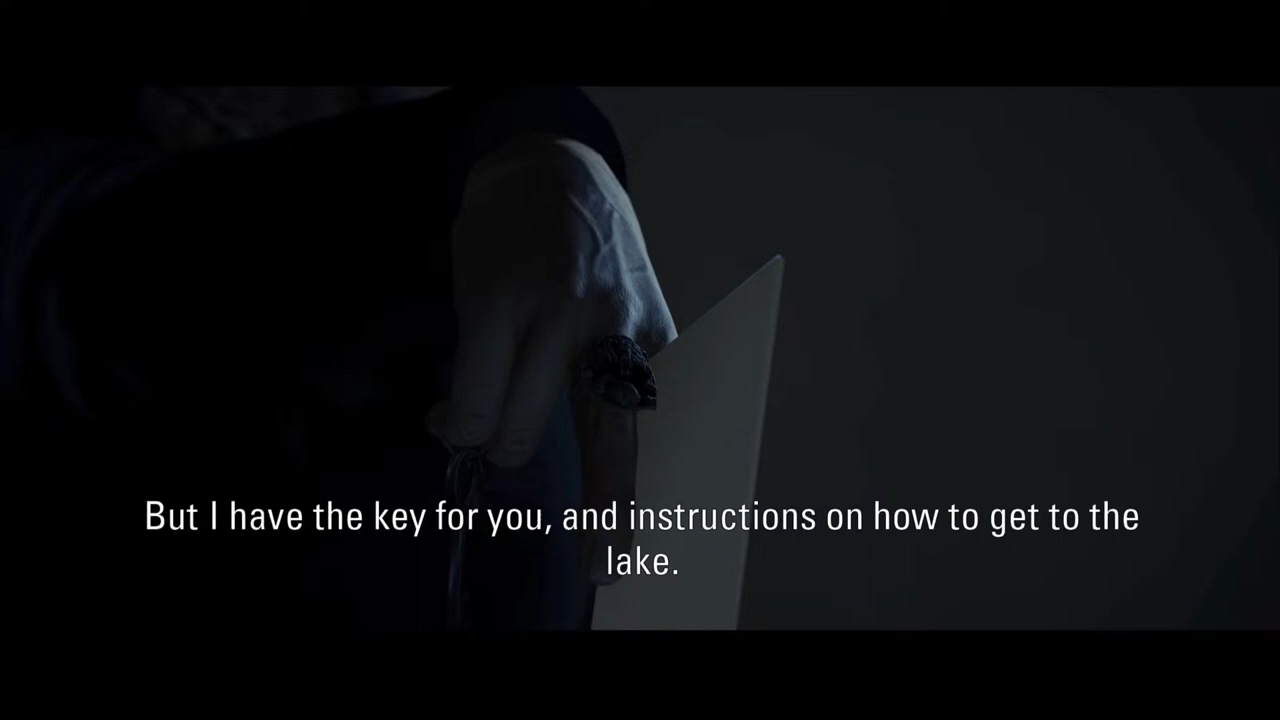 But I have the key for you, and instructions on how to get to the
lake.